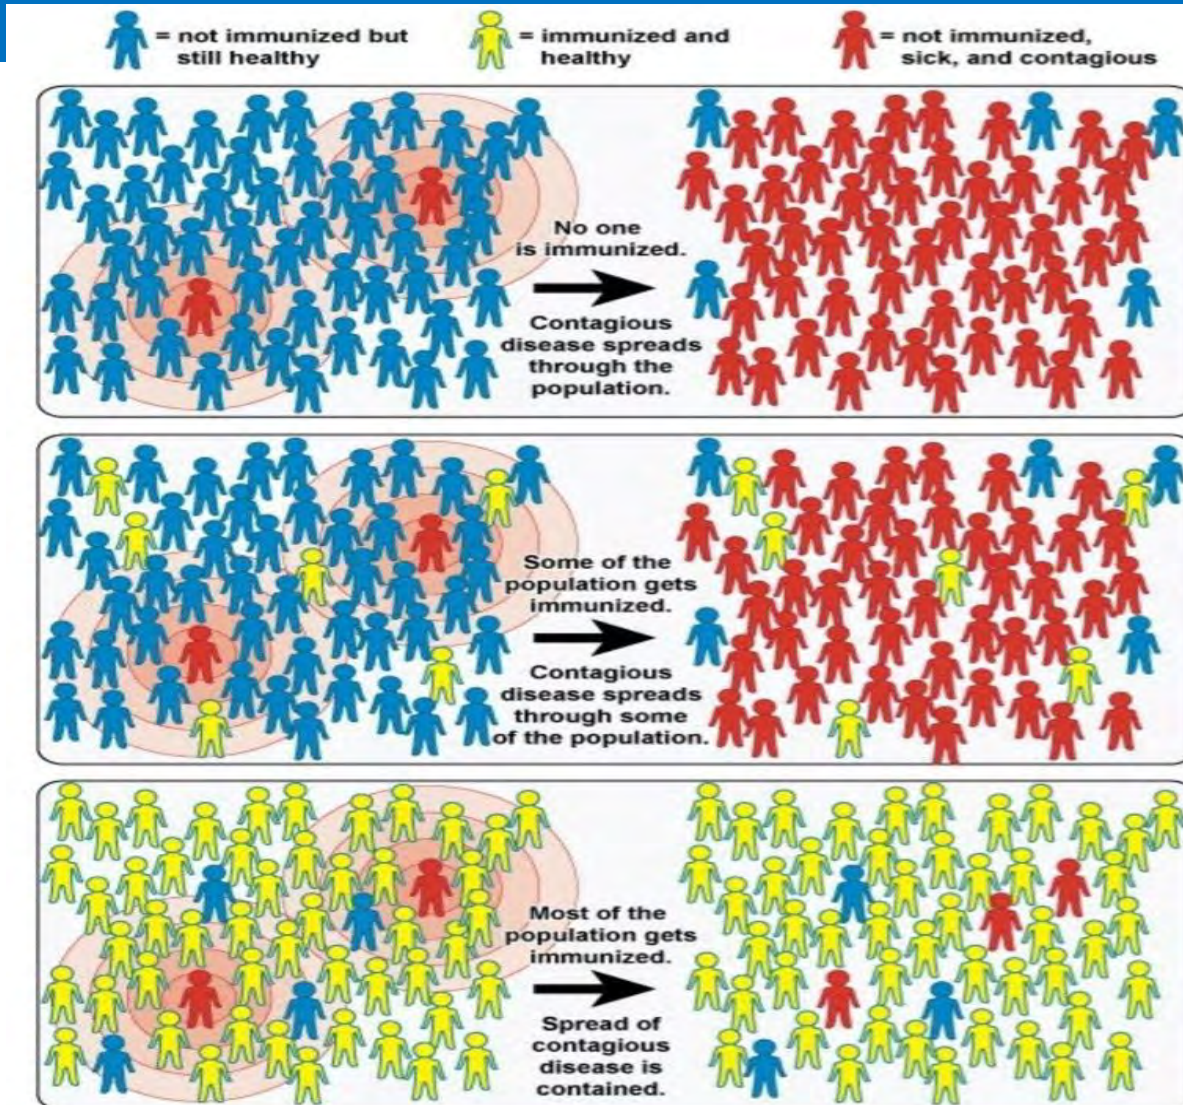 = not immunized but
still healthy
= immunized and
healthy
= not immunized,
sick, and contagious
No one
is immunized.
Contagious
disease spreads
through the
population.
Some of the
population gets
immunized.
Contagious
disease spreads
through some
of the population.
Most of the
population gets
immunized.
Spread of
contagious
disease is
contained.